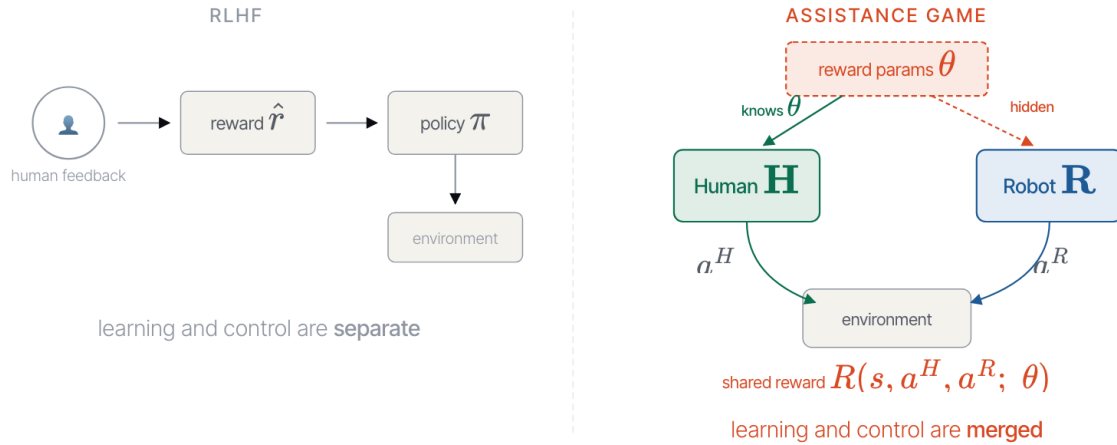 RLHF
human feedback
reward r̂
policy π
environment
learning and control are separate
ASSISTANCE GAME
reward params θ
knows θ
hidden
Human H
Robot R
a^H
a^R
environment
shared reward R(s, a^H, a^R; θ)
learning and control are merged